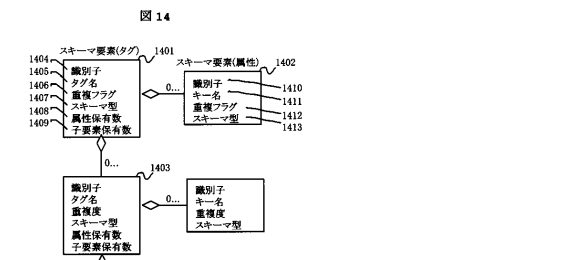 図14
スキーマ要素(タグ) 1401
1404 識別子
1405 タグ名
1406 重複フラグ
1407 スキーマ型
1408 属性保有数
1409 子要素保有数
0...
スキーマ要素(属性) 1402
識別子 1410
キー名 1411
重複フラグ 1412
スキーマ型 1413
0...
1403
識別子
タグ名
重複度
スキーマ型
属性保有数
子要素保有数
0...
識別子
キー名
重複度
スキーマ型